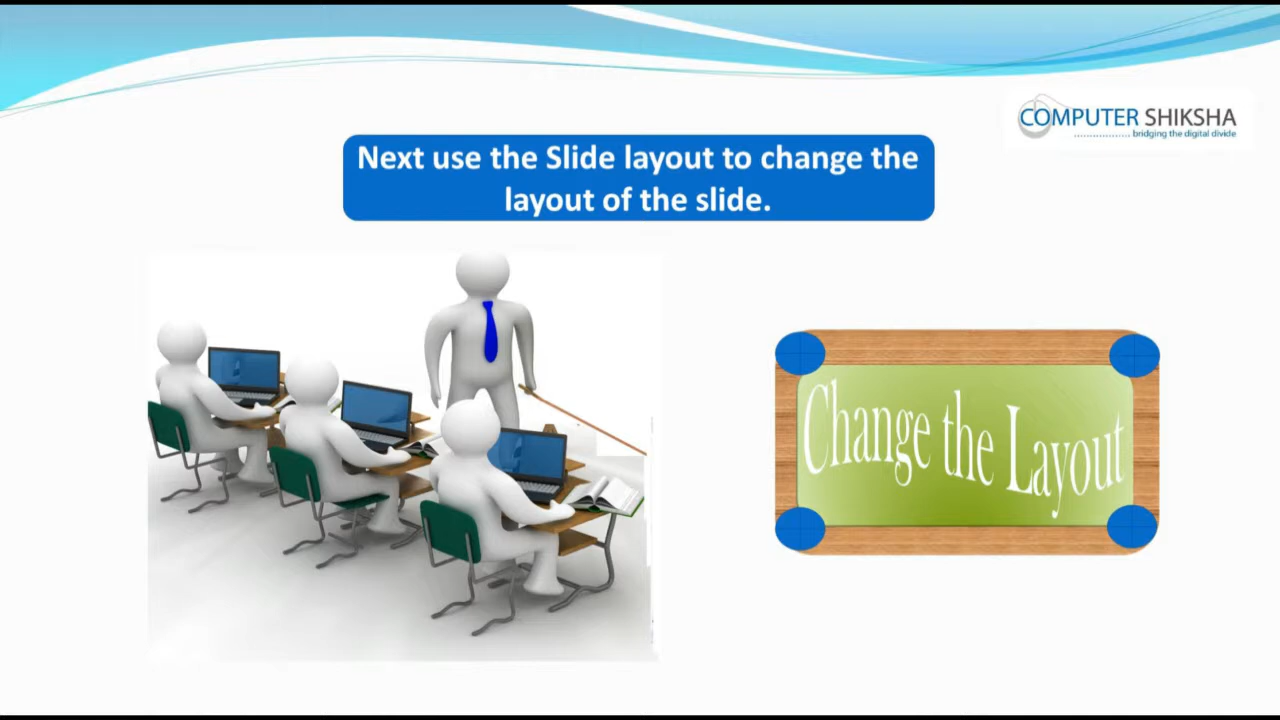 COMPUTER SHIKSHA
bridging the digital divide
Next use the Slide layout to change the
layout of the slide.
Change the Layout